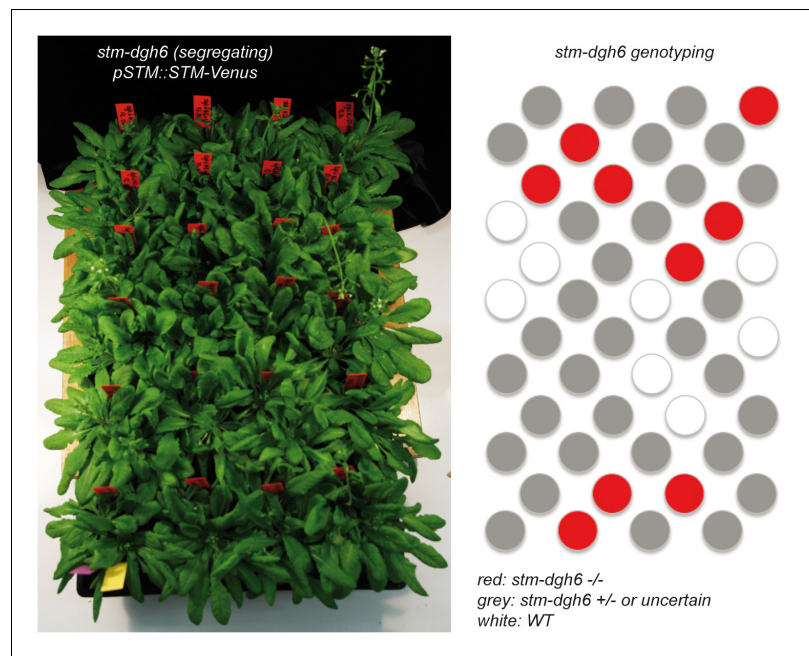 stm-dgh6 (segregating)
pSTM::STM-Venus
stm-dgh6 genotyping
red: stm-dgh6 -/-
grey: stm-dgh6 +/- or uncertain
white: WT